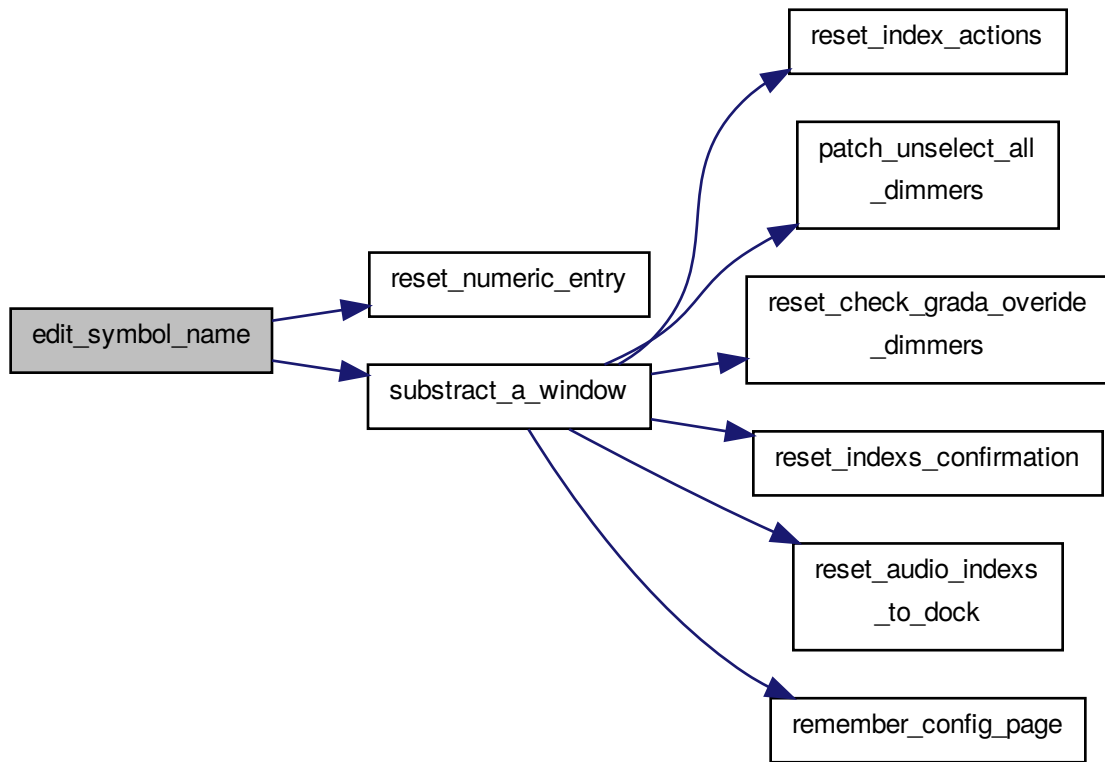 reset_index_actions
patch_unselect_all
_dimmers
reset_numeric_entry
reset_check_grada_overide
_dimmers
edit_symbol_name
substract_a_window
reset_indexs_confirmation
reset_audio_indexs
_to_dock
remember_config_page